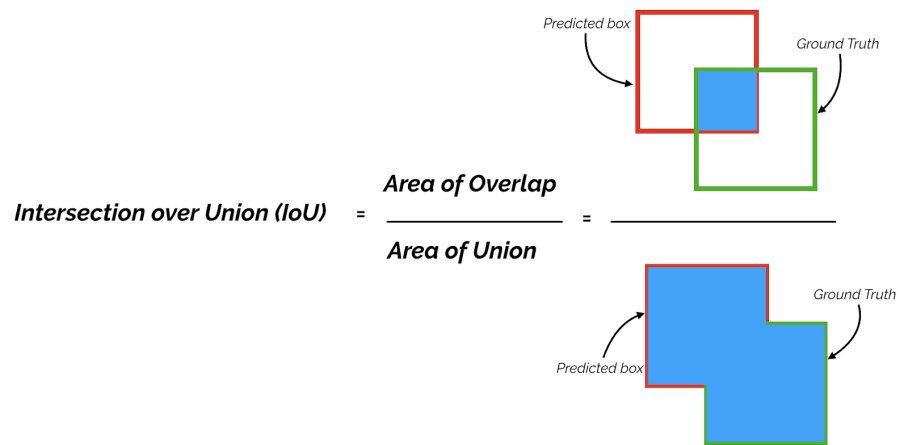 Predicted box
Ground Truth
Area of Overlap
Intersection over Union (IoU) = =
Area of Union
Ground Truth
Predicted box